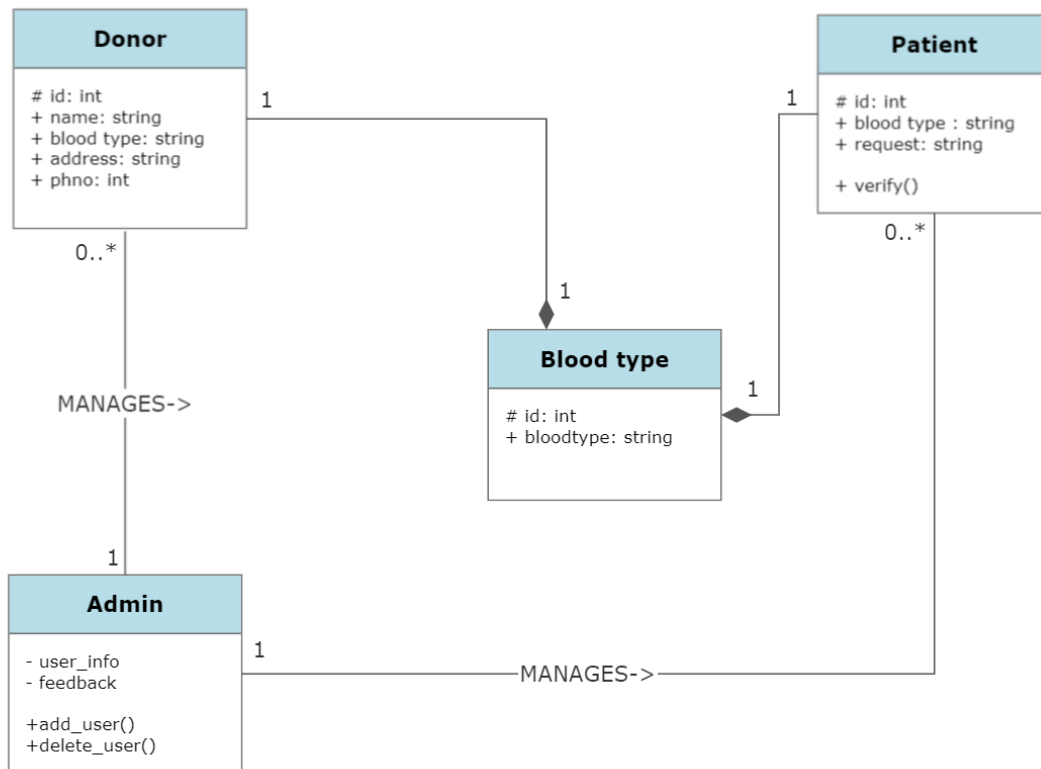 Donor
# id: int
+ name: string
+ blood type: string
+ address: string
+ phno: int
1
0..*
Patient
# id: int
+ blood type : string
+ request: string
+ verify()
1
0..*
1
Blood type
# id: int
+ bloodtype: string
1
MANAGES->
1
Admin
- user_info
- feedback
+add_user()
+delete_user()
1
MANAGES->